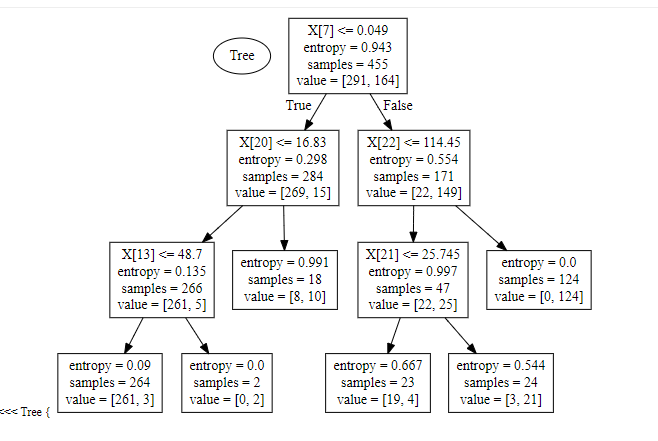 Tree
X[7] <= 0.049
entropy = 0.943
samples = 455
value = [291, 164]
True
False
X[20] <= 16.83
entropy = 0.298
samples = 284
value = [269, 15]
X[22] <= 114.45
entropy = 0.554
samples = 171
value = [22, 149]
X[13] <= 48.7
entropy = 0.135
samples = 266
value = [261, 5]
entropy = 0.991
samples = 18
value = [8, 10]
X[21] <= 25.745
entropy = 0.997
samples = 47
value = [22, 25]
entropy = 0.0
samples = 124
value = [0, 124]
entropy = 0.09
samples = 264
value = [261, 3]
entropy = 0.0
samples = 2
value = [0, 2]
entropy = 0.667
samples = 23
value = [19, 4]
entropy = 0.544
samples = 24
value = [3, 21]
<<< Tree {